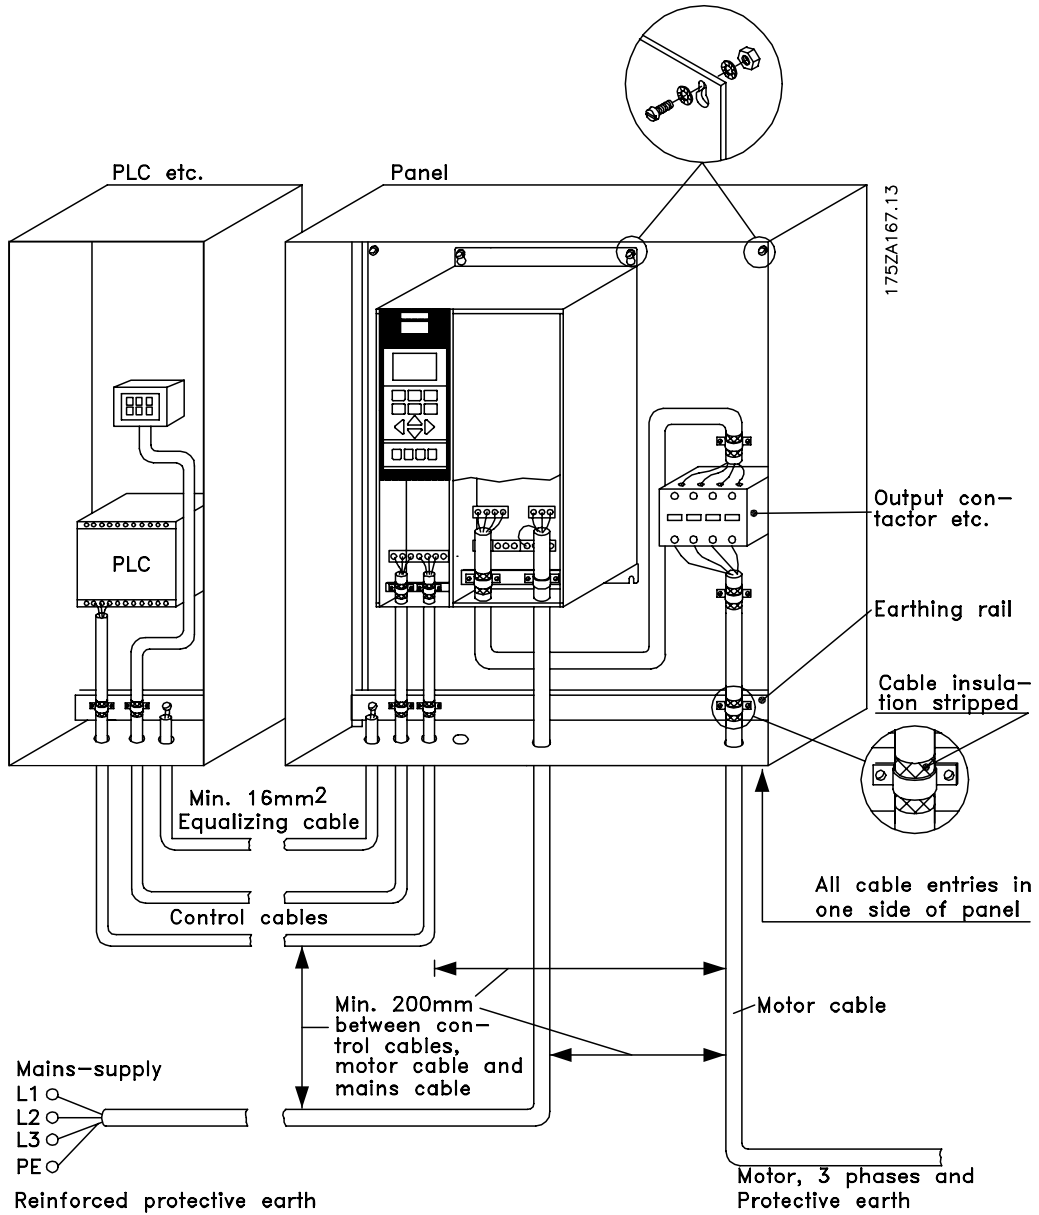 PLC etc.
Panel
175ZA167.13
PLC
Output con-
tactor etc.
Earthing rail
Cable insula-
tion stripped
Min. 16mm2
Equalizing cable
All cable entries in
one side of panel
Control cables
Min. 200mm
between con-
trol cables,
motor cable and
mains cable
Motor cable
Mains-supply
L1
L2
L3
PE
Reinforced protective earth
Motor, 3 phases and
Protective earth